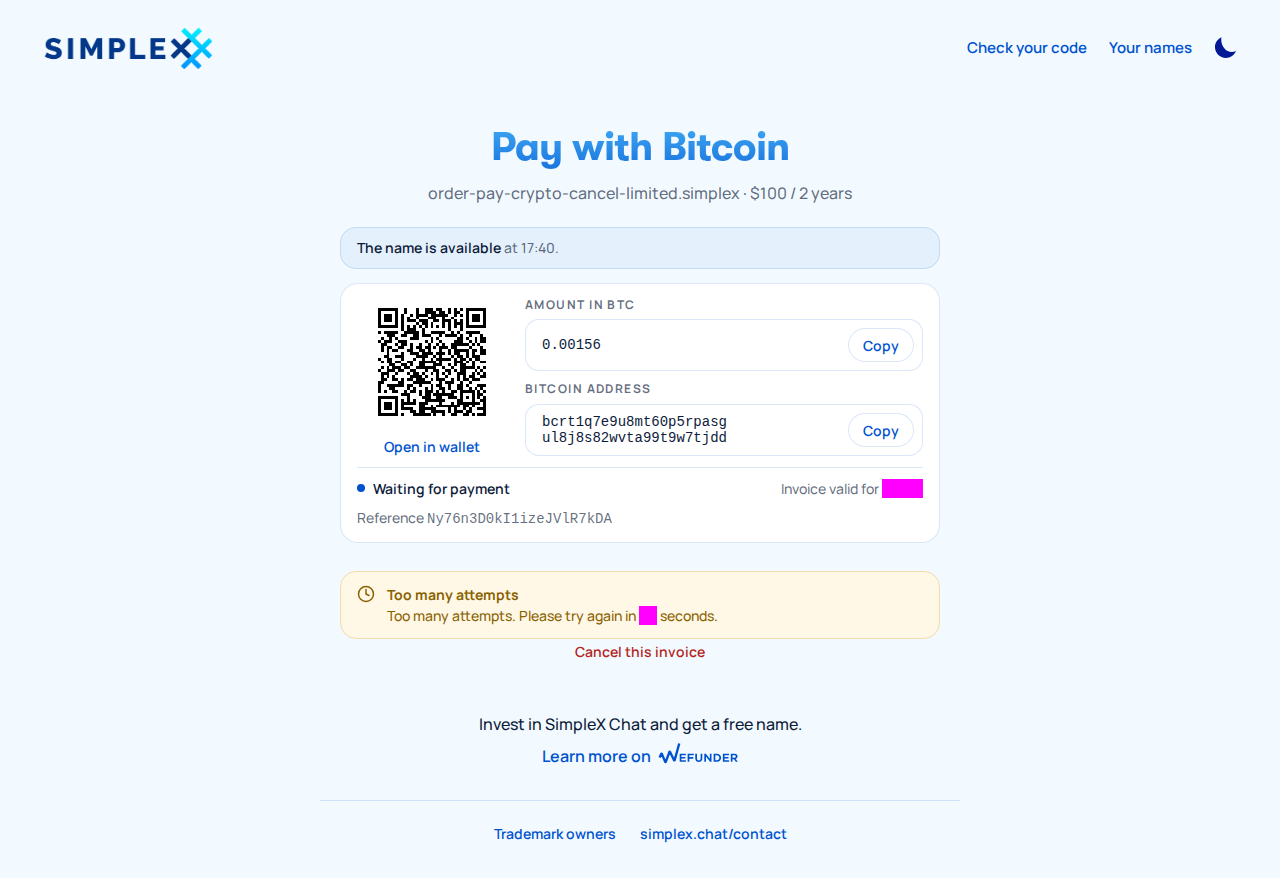 SIMPLEX
Check your code
Your names
Pay with Bitcoin
order-pay-crypto-cancel-limited.simplex · $100 / 2 years
The name is available at 17:40.
AMOUNT IN BTC
0.00156
Copy
BITCOIN ADDRESS
bcrt1q7e9u8mt60p5rpasg
ul8j8s82wvta99t9w7tjdd
Copy
Open in wallet
Waiting for payment
Invoice valid for
Reference Ny76n3D0kI1izeJVlR7kDA
Too many attempts
Too many attempts. Please try again in seconds.
Cancel this invoice
Invest in SimpleX Chat and get a free name.
Learn more on WEFUNDER
Trademark owners
simplex.chat/contact